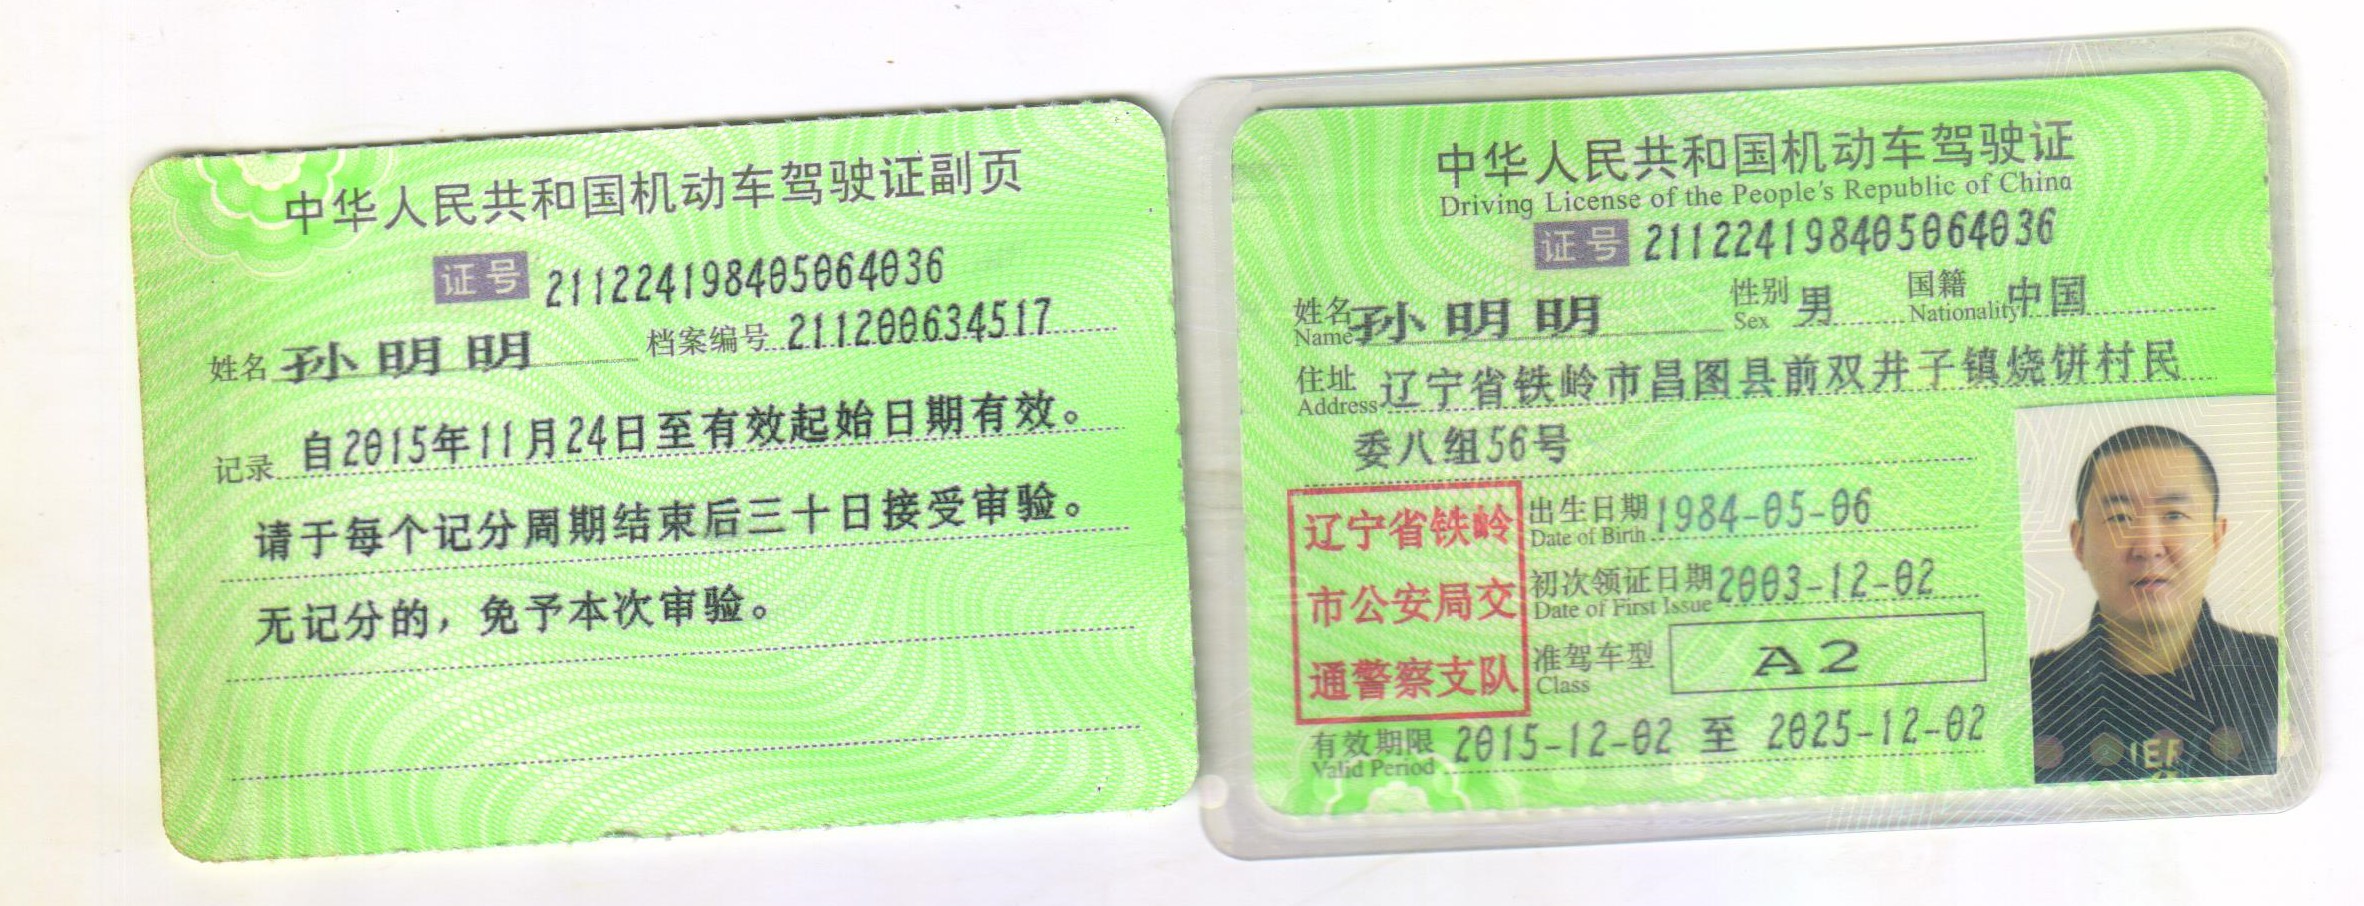 中华人民共和国机动车驾驶证副页
证号 211224198405064036
姓名 孙明明 档案编号 211200634517
记录 自2015年11月24日至有效起始日期有效。
请于每个记分周期结束后三十日接受审验。
无记分的，免予本次审验。
中华人民共和国机动车驾驶证
Driving License of the People's Republic of China
证号 211224198405064036
姓名 孙明明 性别 男 国籍 中国
Name Sex Nationality
住址 辽宁省铁岭市昌图县前双井子镇烧饼村民
Address
委八组56号
辽宁省铁岭
市公安局交
通警察支队
出生日期 1984-05-06
Date of Birth
初次领证日期 2003-12-02
Date of First Issue
准驾车型 A2
Class
有效期限 2015-12-02 至 2025-12-02
Valid Period